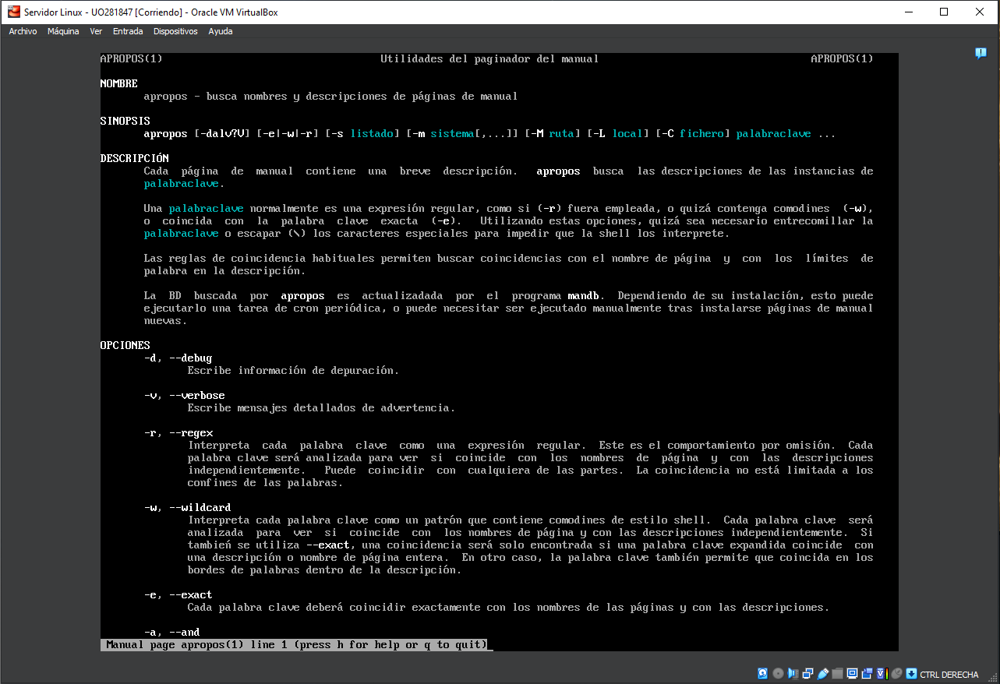 Servidor Linux - UO281847 [Corriendo] - Oracle VM VirtualBox
Archivo Máquina Ver Entrada Dispositivos Ayuda
APROPOS(1) Utilidades del paginador del manual APROPOS(1)
NOMBRE
apropos - busca nombres y descripciones de páginas de manual
SINOPSIS
apropos [-dalv?V] [-e|-w|-r] [-s listado] [-m sistema[,...]] [-M ruta] [-L local] [-C fichero] palabraclave ...
DESCRIPCIÓN
Cada página de manual contiene una breve descripción. apropos busca las descripciones de las instancias de
palabraclave.
Una palabraclave normalmente es una expresión regular, como si (-r) fuera empleada, o quizá contenga comodines (-w),
o coincida con la palabra clave exacta (-e). Utilizando estas opciones, quizá sea necesario entrecomillar la
palabraclave o escapar (\) los caracteres especiales para impedir que la shell los interprete.
Las reglas de coincidencia habituales permiten buscar coincidencias con el nombre de página y con los límites de
palabra en la descripción.
La BD buscada por apropos es actualizadada por el programa mandb. Dependiendo de su instalación, esto puede
ejecutarlo una tarea de cron periódica, o puede necesitar ser ejecutado manualmente tras instalarse páginas de manual
nuevas.
OPCIONES
-d, --debug
Escribe información de depuración.
-v, --verbose
Escribe mensajes detallados de advertencia.
-r, --regex
Interpreta cada palabra clave como una expresión regular. Este es el comportamiento por omisión. Cada
palabra clave será analizada para ver si coincide con los nombres de página y con las descripciones
independientemente. Puede coincidir con cualquiera de las partes. La coincidencia no está limitada a los
confines de las palabras.
-w, --wildcard
Interpreta cada palabra clave como un patrón que contiene comodines de estilo shell. Cada palabra clave será
analizada para ver si coincide con los nombres de página y con las descripciones independientemente. Si
tambień se utiliza --exact, una coincidencia será solo encontrada si una palabra clave expandida coincide con
una descripción o nombre de página entera. En otro caso, la palabra clave también permite que coincida en los
bordes de palabras dentro de la descripción.
-e, --exact
Cada palabra clave deberá coincidir exactamente con los nombres de las páginas y con las descripciones.
-a, --and
Manual page apropos(1) line 1 (press h for help or q to quit)
CTRL DERECHA